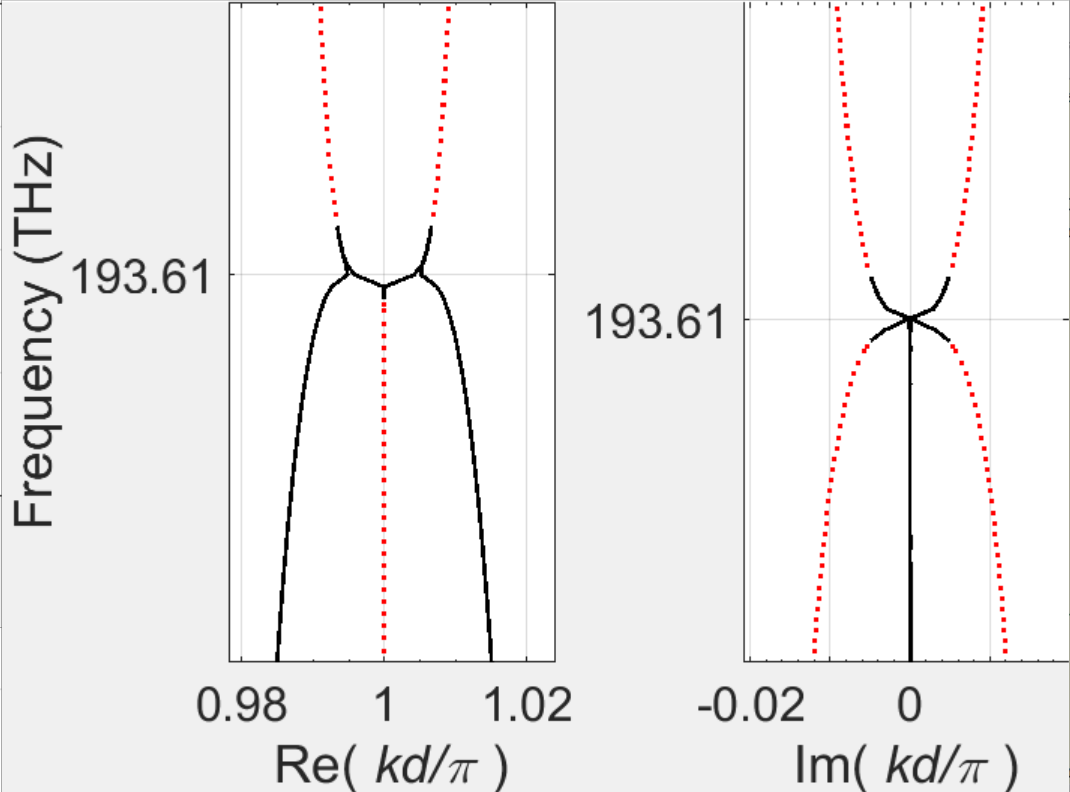 Frequency (THz)
193.61
0.98 1 1.02
Re( kd/π )
193.61
-0.02 0
Im( kd/π )